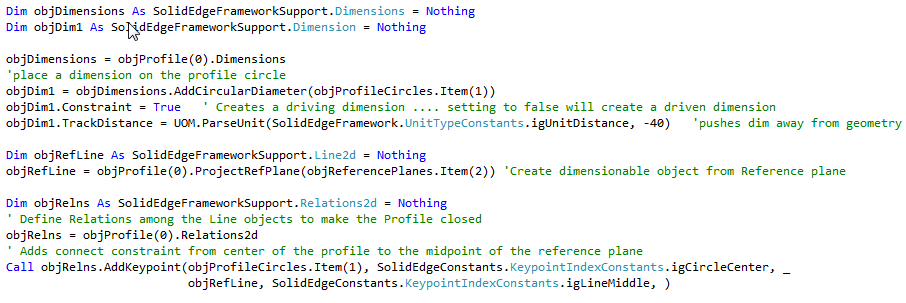 Dim objDimensions As SolidEdgeFrameworkSupport.Dimensions = Nothing
Dim objDim1 As SolidEdgeFrameworkSupport.Dimension = Nothing
objDimensions = objProfile(0).Dimensions
'place a dimension on the profile circle
objDim1 = objDimensions.AddCircularDiameter(objProfileCircles.Item(1))
objDim1.Constraint = True   ' Creates a driving dimension .... setting to false will create a driven dimension
objDim1.TrackDistance = UOM.ParseUnit(SolidEdgeFramework.UnitTypeConstants.igUnitDistance, -40)   'pushes dim away from geometry
Dim objRefLine As SolidEdgeFrameworkSupport.Line2d = Nothing
objRefLine = objProfile(0).ProjectRefPlane(objReferencePlanes.Item(2)) 'Create dimensionable object from Reference plane
Dim objRelns As SolidEdgeFrameworkSupport.Relations2d = Nothing
' Define Relations among the Line objects to make the Profile closed
objRelns = objProfile(0).Relations2d
' Adds connect constraint from center of the profile to the midpoint of the reference plane
Call objRelns.AddKeypoint(objProfileCircles.Item(1), SolidEdgeConstants.KeypointIndexConstants.igCircleCenter, _
objRefLine, SolidEdgeConstants.KeypointIndexConstants.igLineMiddle, )